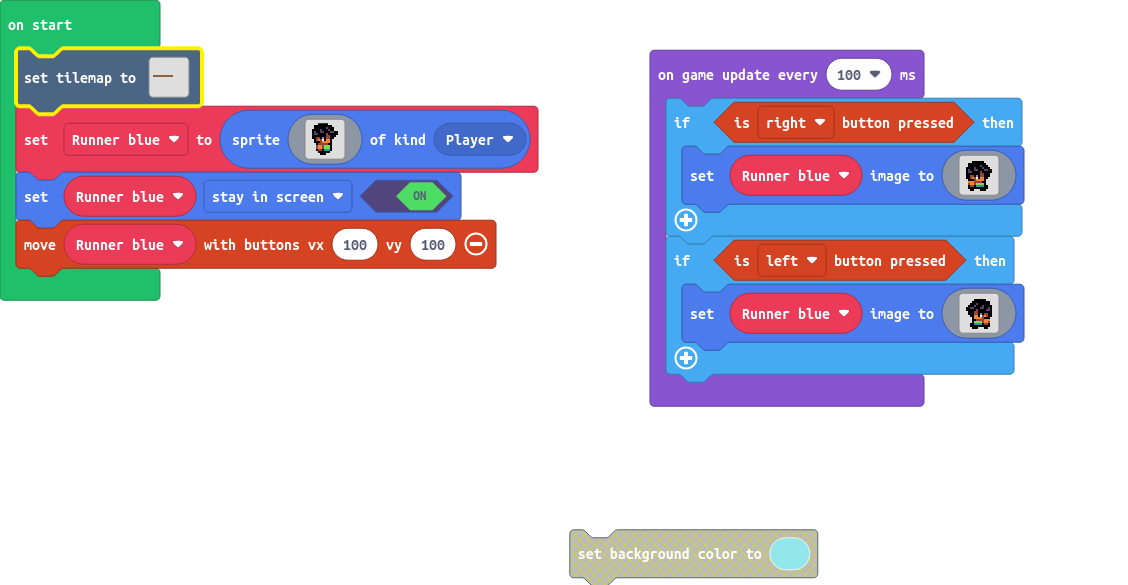 on start
set tilemap to
set Runner blue to sprite of kind Player
set Runner blue stay in screen ON
move Runner blue with buttons vx 100 vy 100
on game update every 100 ms
if is right button pressed then
set Runner blue image to
if is left button pressed then
set Runner blue image to
set background color to